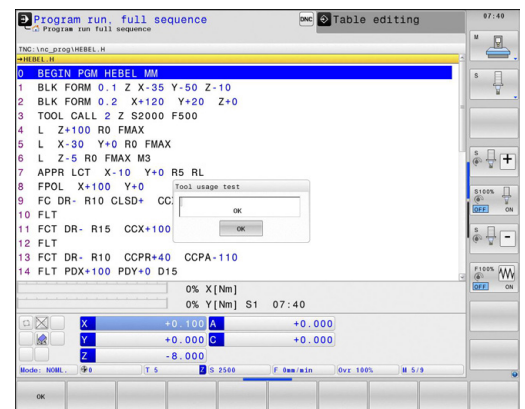 Program run, full sequence
DNC
Table editing
07:40
Program run full sequence
TNC:\nc_prog\HEBEL.H
→HEBEL.H
0 BEGIN PGM HEBEL MM
1 BLK FORM 0.1 Z X-35 Y-50 Z-10
2 BLK FORM 0.2 X+120 Y+20 Z+0
3 TOOL CALL 2 Z S2000 F500
4 L Z+100 R0 FMAX
5 L X-30 Y+0 R0 FMAX
6 L Z-5 R0 FMAX M3
7 APPR LCT X-10 Y+0 R5 RL
8 FPOL X+100 Y+0
9 FC DR- R10 CLSD+ CC
10 FLT
11 FCT DR- R15 CCX+100
12 FLT
13 FCT DR- R10 CCPR+40 CCPA-110
14 FLT PDX+100 PDY+0 D15
Tool usage test
OK
OK
0% X[Nm]
0% Y[Nm] S1 07:40
X +0.100 A +0.000
Y +0.000 C +0.000
Z -8.000
Mode: NOML. 0 T 5 Z S 2500 F 0mm/min Ovr 100% M 5/9
OK
M
S
S
S100%
OFF ON
S
F100%
OFF ON